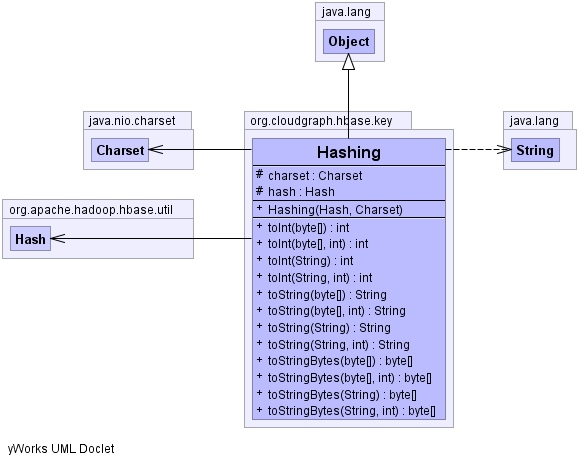 java.lang
Object
java.nio.charset
Charset
org.cloudgraph.hbase.key
Hashing
java.lang
String
# charset : Charset
# hash : Hash
+ Hashing(Hash, Charset)
org.apache.hadoop.hbase.util
Hash
+ toInt(byte[]) : int
+ toInt(byte[], int) : int
+ toInt(String) : int
+ toInt(String, int) : int
+ toString(byte[]) : String
+ toString(byte[], int) : String
+ toString(String) : String
+ toString(String, int) : String
+ toStringBytes(byte[]) : byte[]
+ toStringBytes(byte[], int) : byte[]
+ toStringBytes(String) : byte[]
+ toStringBytes(String, int) : byte[]
yWorks UML Doclet